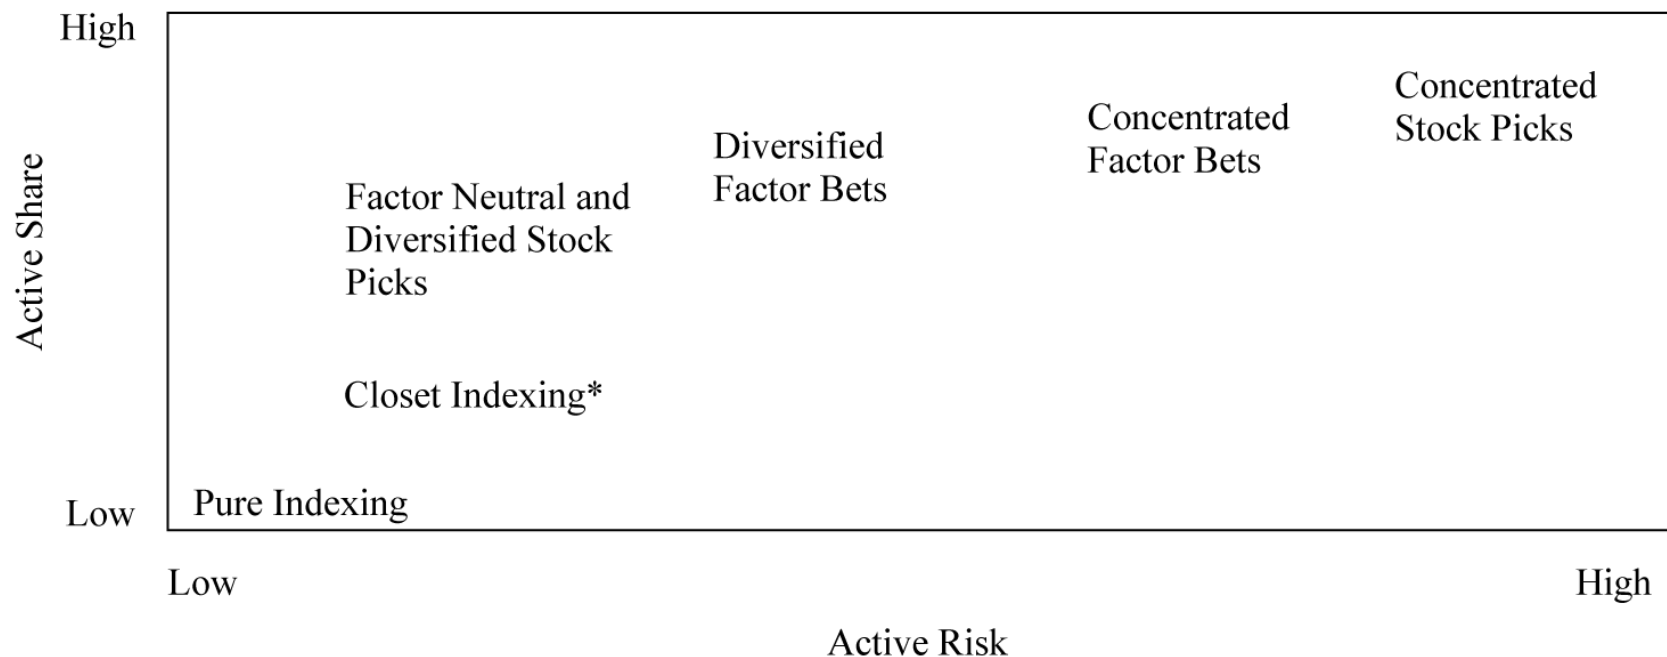 High
Concentrated
Stock Picks
Concentrated
Factor Bets
Diversified
Factor Bets
Factor Neutral and
Diversified Stock
Picks
Active Share
Closet Indexing*
Pure Indexing
Low
Low
High
Active Risk